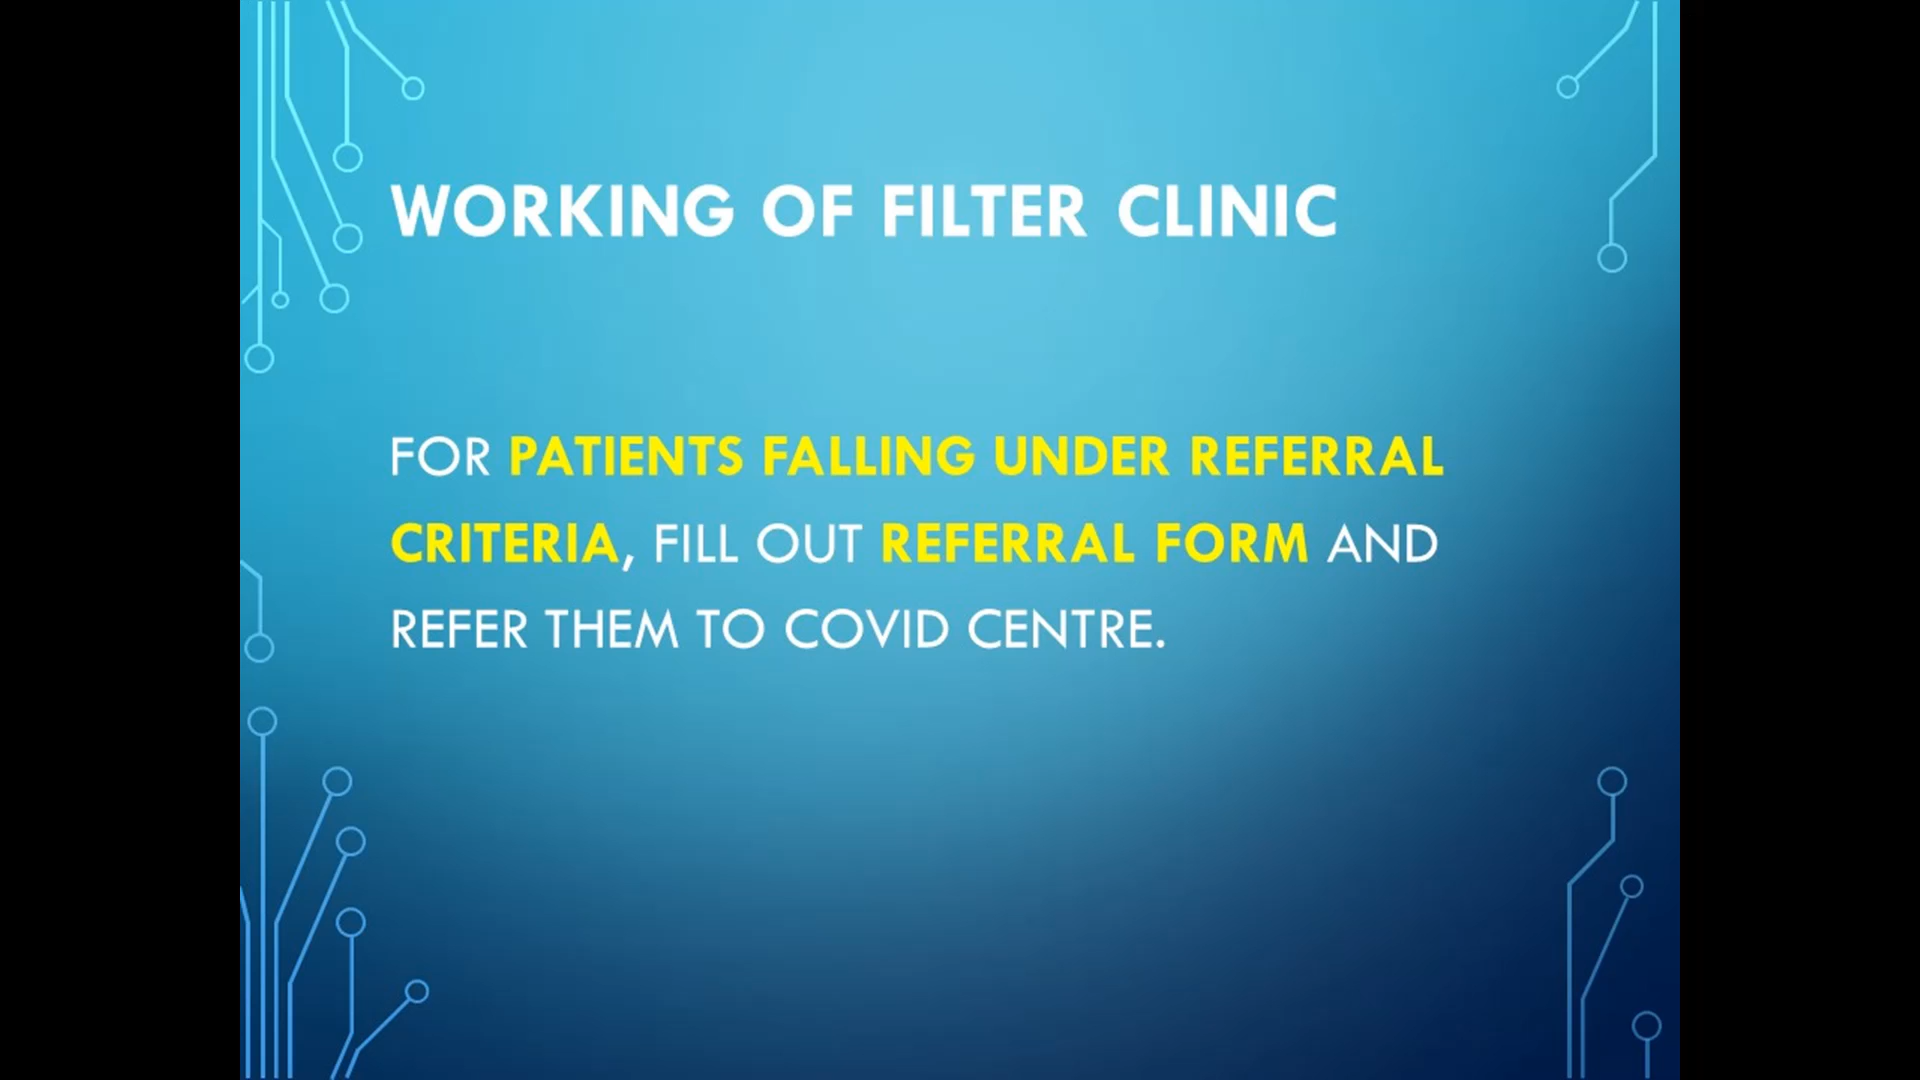 WORKING OF FILTER CLINIC
FOR PATIENTS FALLING UNDER REFERRAL
CRITERIA, FILL OUT REFERRAL FORM AND
REFER THEM TO COVID CENTRE.